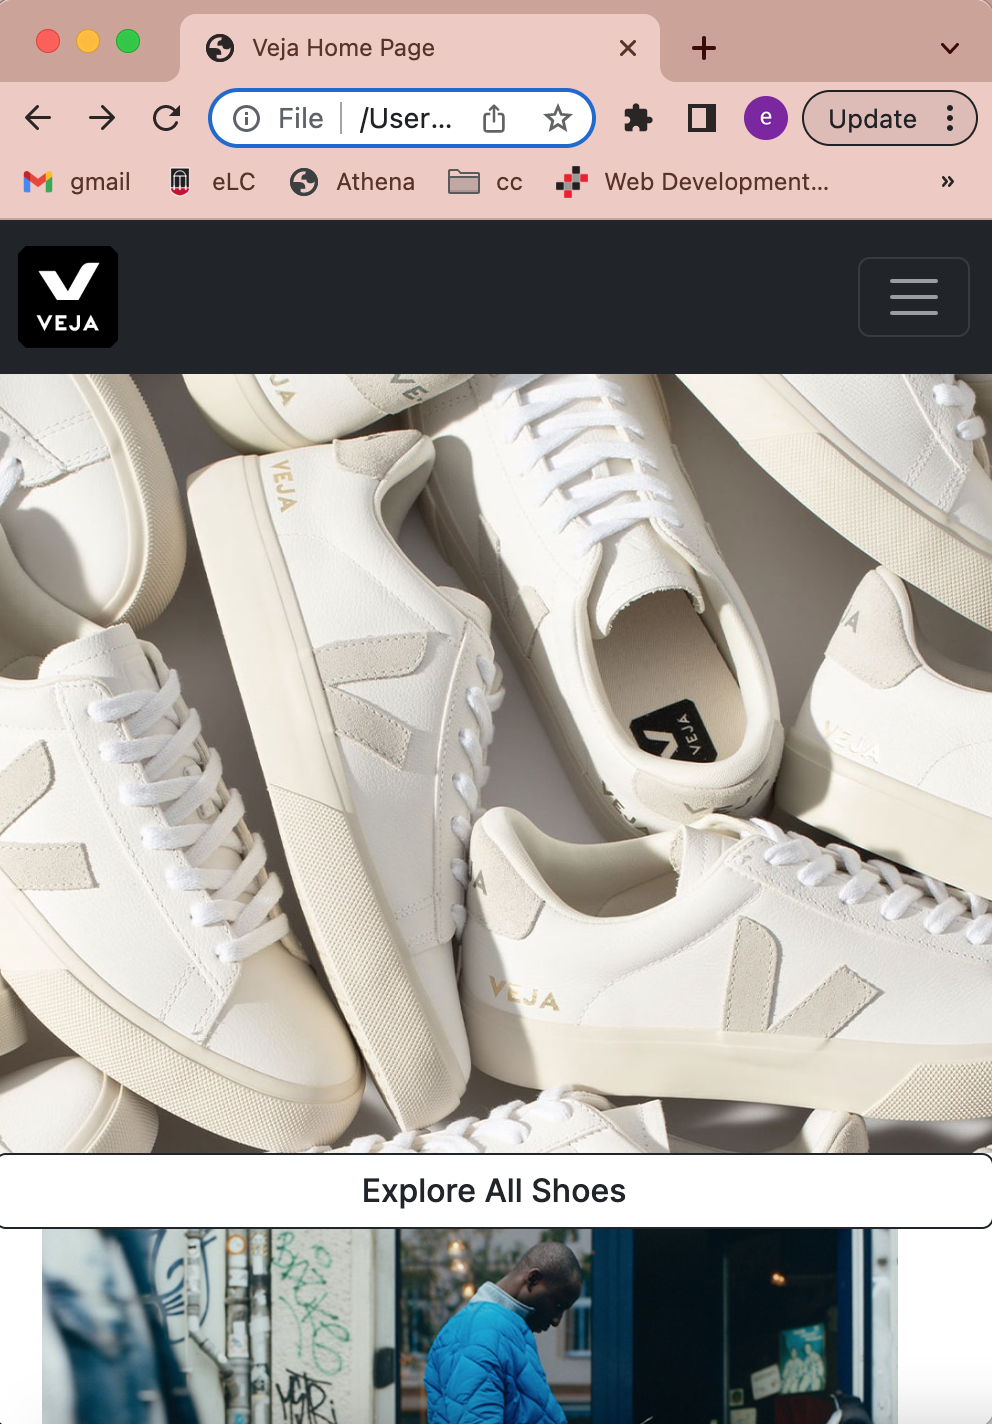 Veja Home Page
File /User...
e
Update
gmail
eLC
Athena
cc
Web Development...
»
VEJA
VEJA
VEJA
VEJA
VEJA
VEJA
Explore All Shoes